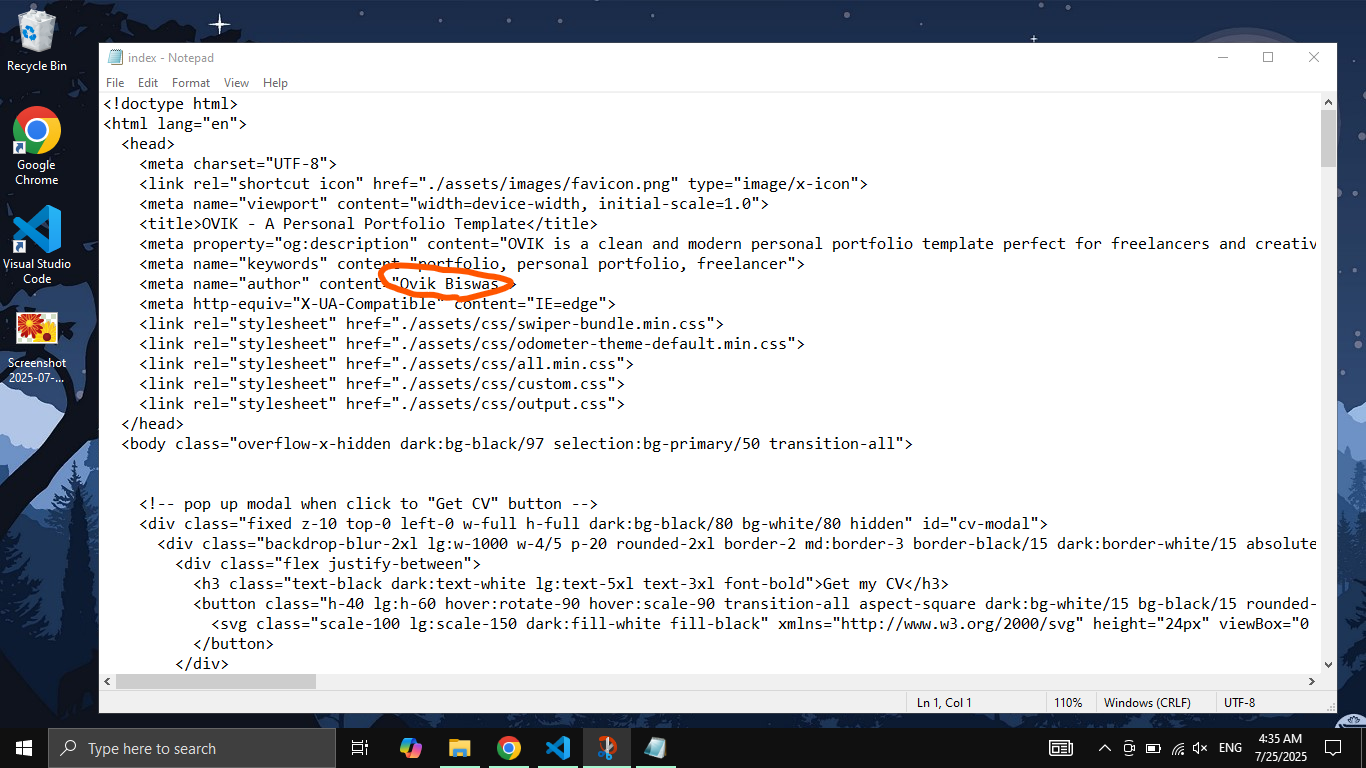 Recycle Bin
Google
Chrome
Visual Studio
Code
Screenshot
2025-07-...
index - Notepad
File Edit Format View Help
<!doctype html>
<html lang="en">
<head>
<meta charset="UTF-8">
<link rel="shortcut icon" href="./assets/images/favicon.png" type="image/x-icon">
<meta name="viewport" content="width=device-width, initial-scale=1.0">
<title>OVIK - A Personal Portfolio Template</title>
<meta property="og:description" content="OVIK is a clean and modern personal portfolio template perfect for freelancers and creativ
<meta name="keywords" content="portfolio, personal portfolio, freelancer">
<meta name="author" content="Ovik Biswas">
<meta http-equiv="X-UA-Compatible" content="IE=edge">
<link rel="stylesheet" href="./assets/css/swiper-bundle.min.css">
<link rel="stylesheet" href="./assets/css/odometer-theme-default.min.css">
<link rel="stylesheet" href="./assets/css/all.min.css">
<link rel="stylesheet" href="./assets/css/custom.css">
<link rel="stylesheet" href="./assets/css/output.css">
</head>
<body class="overflow-x-hidden dark:bg-black/97 selection:bg-primary/50 transition-all">
<!-- pop up modal when click to "Get CV" button -->
<div class="fixed z-10 top-0 left-0 w-full h-full dark:bg-black/80 bg-white/80 hidden" id="cv-modal">
<div class="backdrop-blur-2xl lg:w-1000 w-4/5 p-20 rounded-2xl border-2 md:border-3 border-black/15 dark:border-white/15 absolute
<div class="flex justify-between">
<h3 class="text-black dark:text-white lg:text-5xl text-3xl font-bold">Get my CV</h3>
<button class="h-40 lg:h-60 hover:rotate-90 hover:scale-90 transition-all aspect-square dark:bg-white/15 bg-black/15 rounded-
<svg class="scale-100 lg:scale-150 dark:fill-white fill-black" xmlns="http://www.w3.org/2000/svg" height="24px" viewBox="0
</button>
</div>
Ln 1, Col 1 110% Windows (CRLF) UTF-8
Type here to search
ENG
4:35 AM
7/25/2025